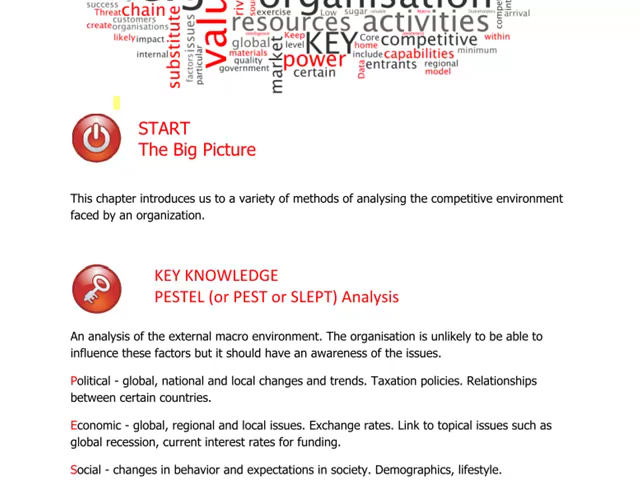 success
Threat chain
customers
create organisations
likely impact
internal
substitute
issues
factors
particular
organisation
exercise Low sugar
resources activities
arrival
global
Keep
level
KEY
Core
home
competitive
within
materials
quality
government
market
power
certain
include capabilities
minimum
Data
entrants
regional
model
START
The Big Picture
This chapter introduces us to a variety of methods of analysing the competitive environment
faced by an organization.
KEY KNOWLEDGE
PESTEL (or PEST or SLEPT) Analysis
An analysis of the external macro environment. The organisation is unlikely to be able to
influence these factors but it should have an awareness of the issues.
Political - global, national and local changes and trends. Taxation policies. Relationships
between certain countries.
Economic - global, regional and local issues. Exchange rates. Link to topical issues such as
global recession, current interest rates for funding.
Social - changes in behavior and expectations in society. Demographics, lifestyle.